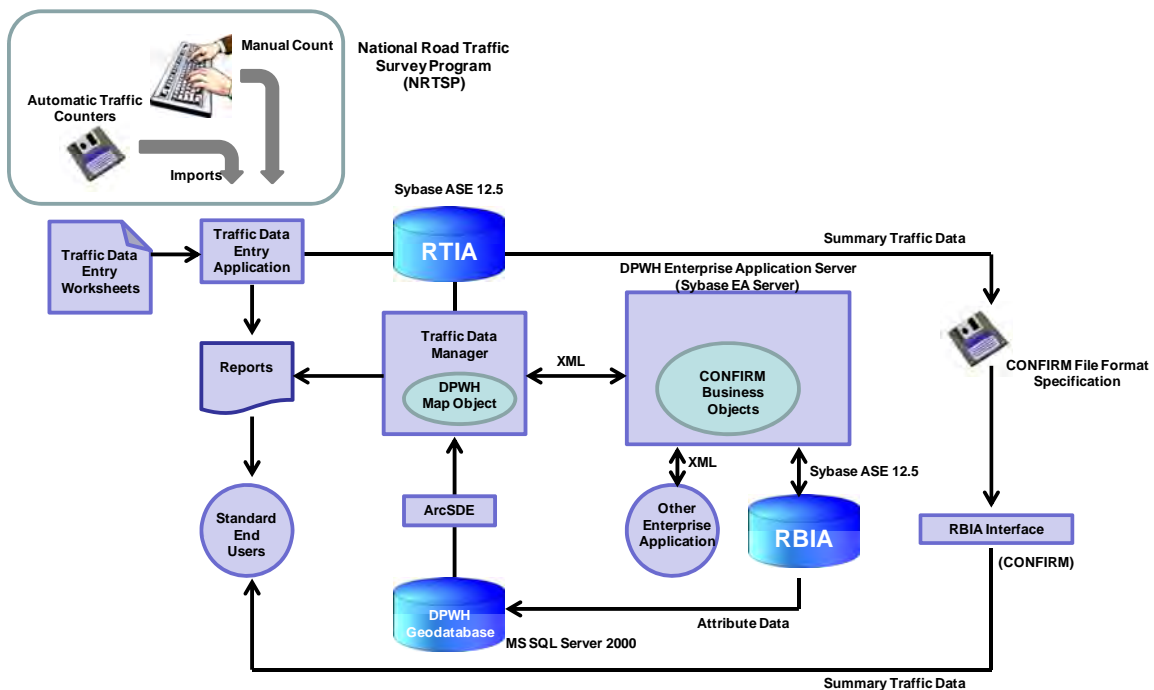 Manual Count
National Road Traffic
Survey Program
(NRTSP)
Automatic Traffic
Counters
Imports
Sybase ASE 12.5
RTIA
Traffic Data
Entry
Worksheets
Traffic Data
Entry
Application
Summary Traffic Data
DPWH Enterprise Application Server
(Sybase EA Server)
Traffic Data
Manager
DPWH
Map Object
Reports
XML
CONFIRM
Business
Objects
CONFIRM File Format
Specification
XML
Sybase ASE 12.5
ArcSDE
Standard
End
Users
Other
Enterprise
Application
RBIA
RBIA Interface
(CONFIRM)
DPWH
Geodatabase
MS SQL Server 2000
Attribute Data
Summary Traffic Data